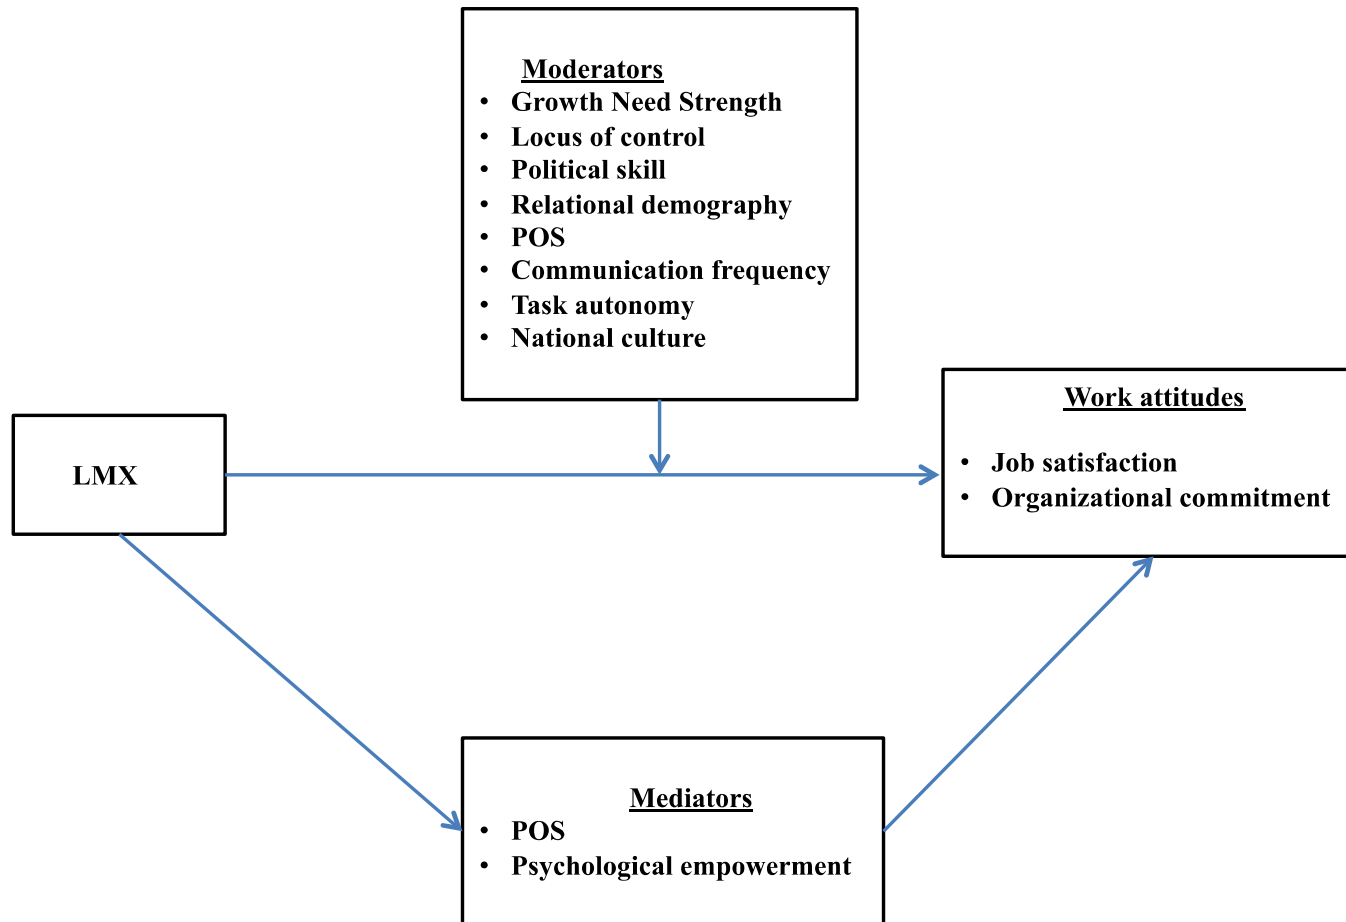 Moderators
• Growth Need Strength
• Locus of control
• Political skill
• Relational demography
• POS
• Communication frequency
• Task autonomy
• National culture
LMX
Work attitudes
• Job satisfaction
• Organizational commitment
Mediators
• POS
• Psychological empowerment